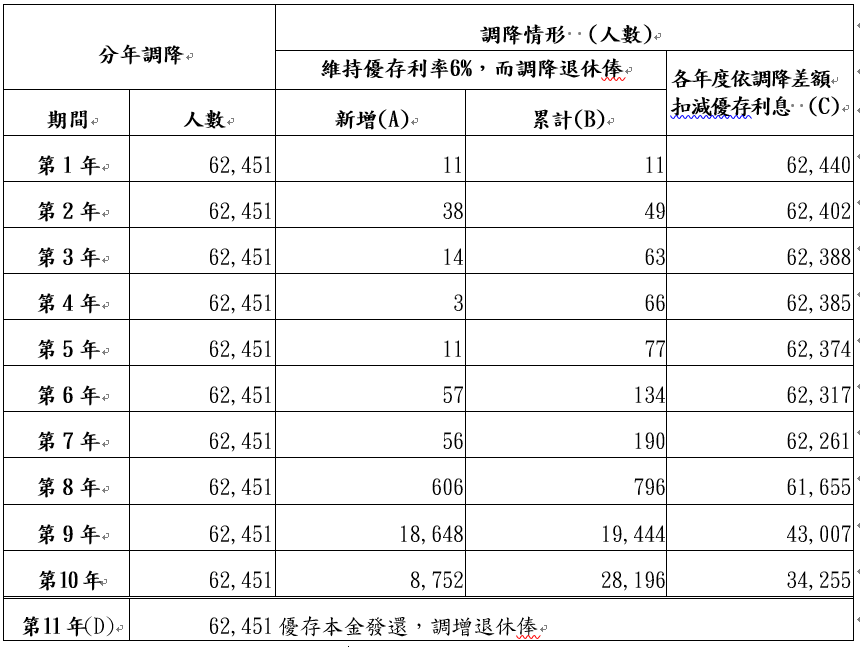 分年調降
調降情形 (人數)
維持優存利率6%，而調降退休俸
各年度依調降差額
扣減優存利息 (C)
期間 人數 新增(A) 累計(B)
第 1 年 62,451 11 11 62,440
第 2 年 62,451 38 49 62,402
第 3 年 62,451 14 63 62,388
第 4 年 62,451 3 66 62,385
第 5 年 62,451 11 77 62,374
第 6 年 62,451 57 134 62,317
第 7 年 62,451 56 190 62,261
第 8 年 62,451 606 796 61,655
第 9 年 62,451 18,648 19,444 43,007
第10 年 62,451 8,752 28,196 34,255
第11 年(D) 62,451 優存本金發還，調增退休俸